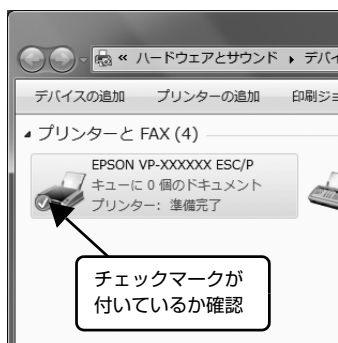 « ハードウェアとサウンド ▸ デバイ
デバイスの追加 プリンターの追加 印刷ジョ
プリンターと FAX (4)
EPSON VP-XXXXXX ESC/P
キューに 0 個のドキュメント
プリンター: 準備完了
チェックマークが
付いているか確認